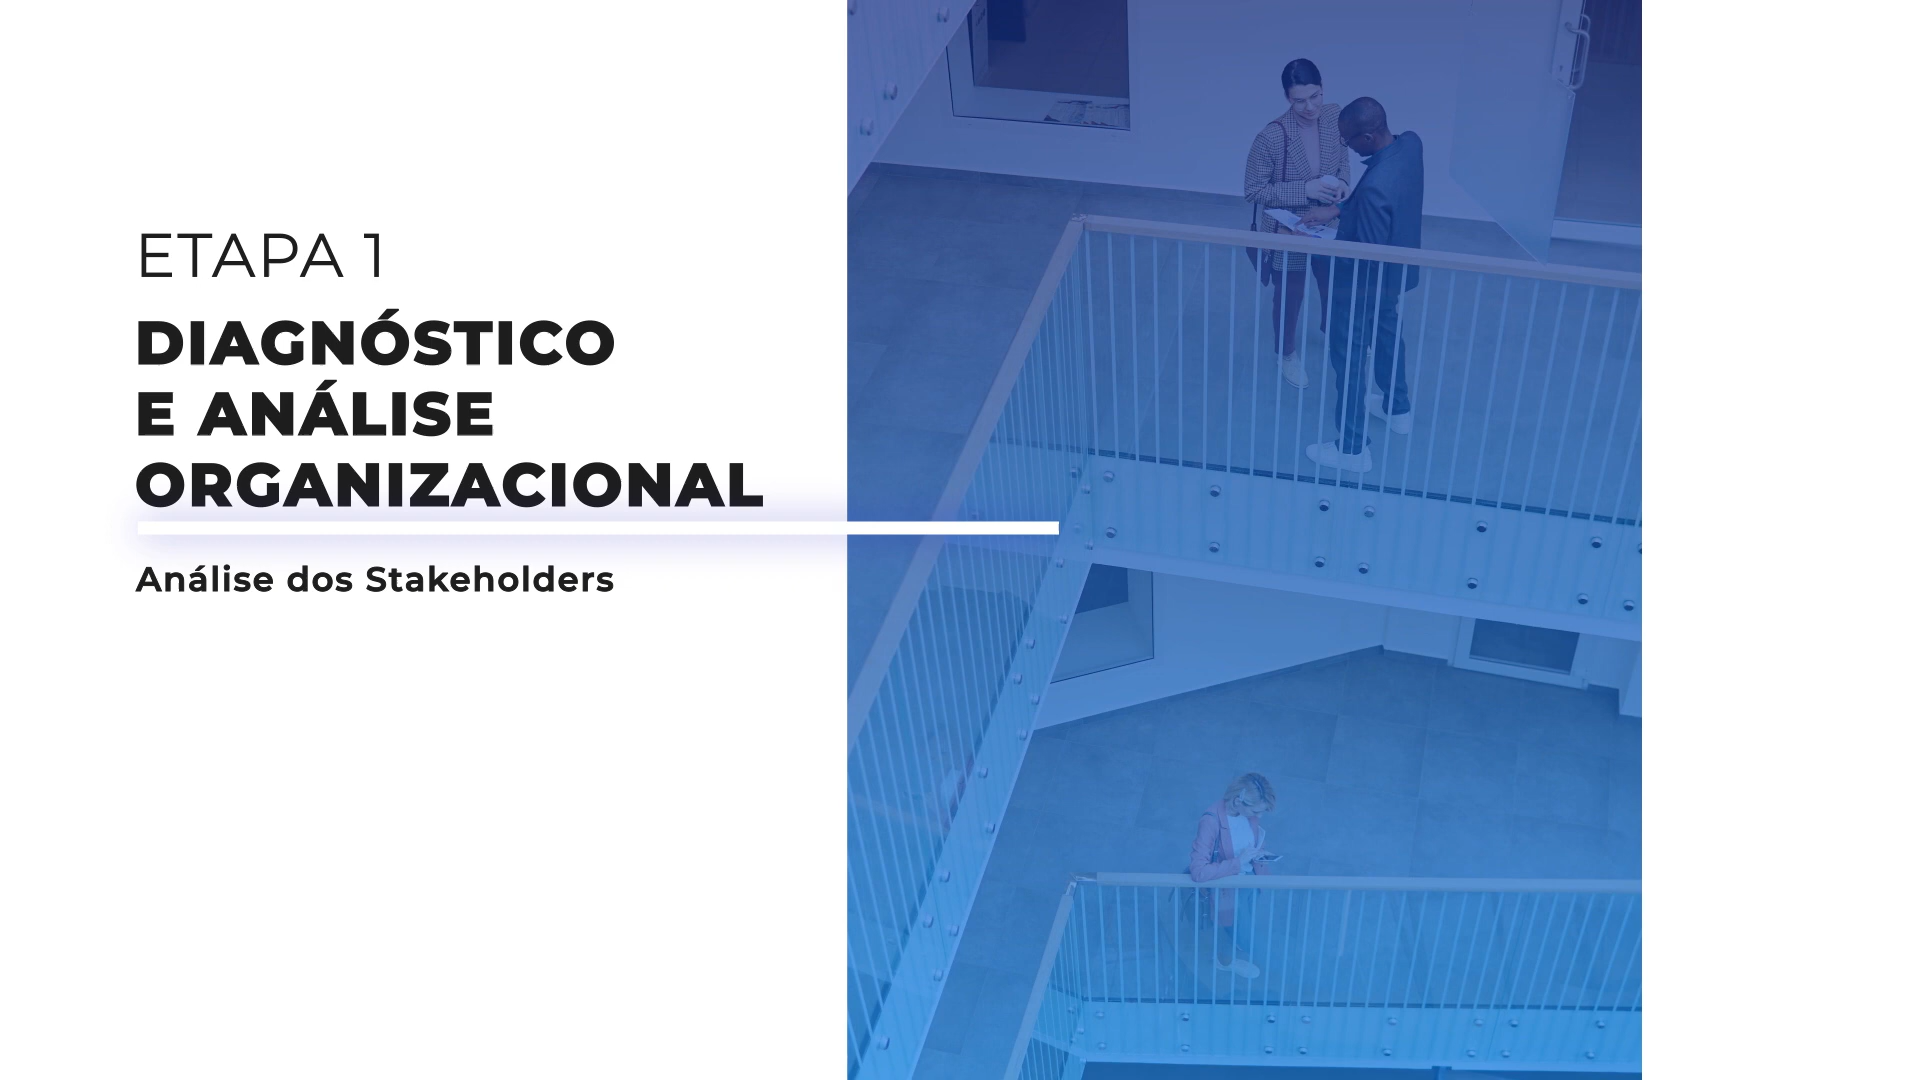 ETAPA 1
DIAGNÓSTICO
E ANÁLISE
ORGANIZACIONAL
Análise dos Stakeholders